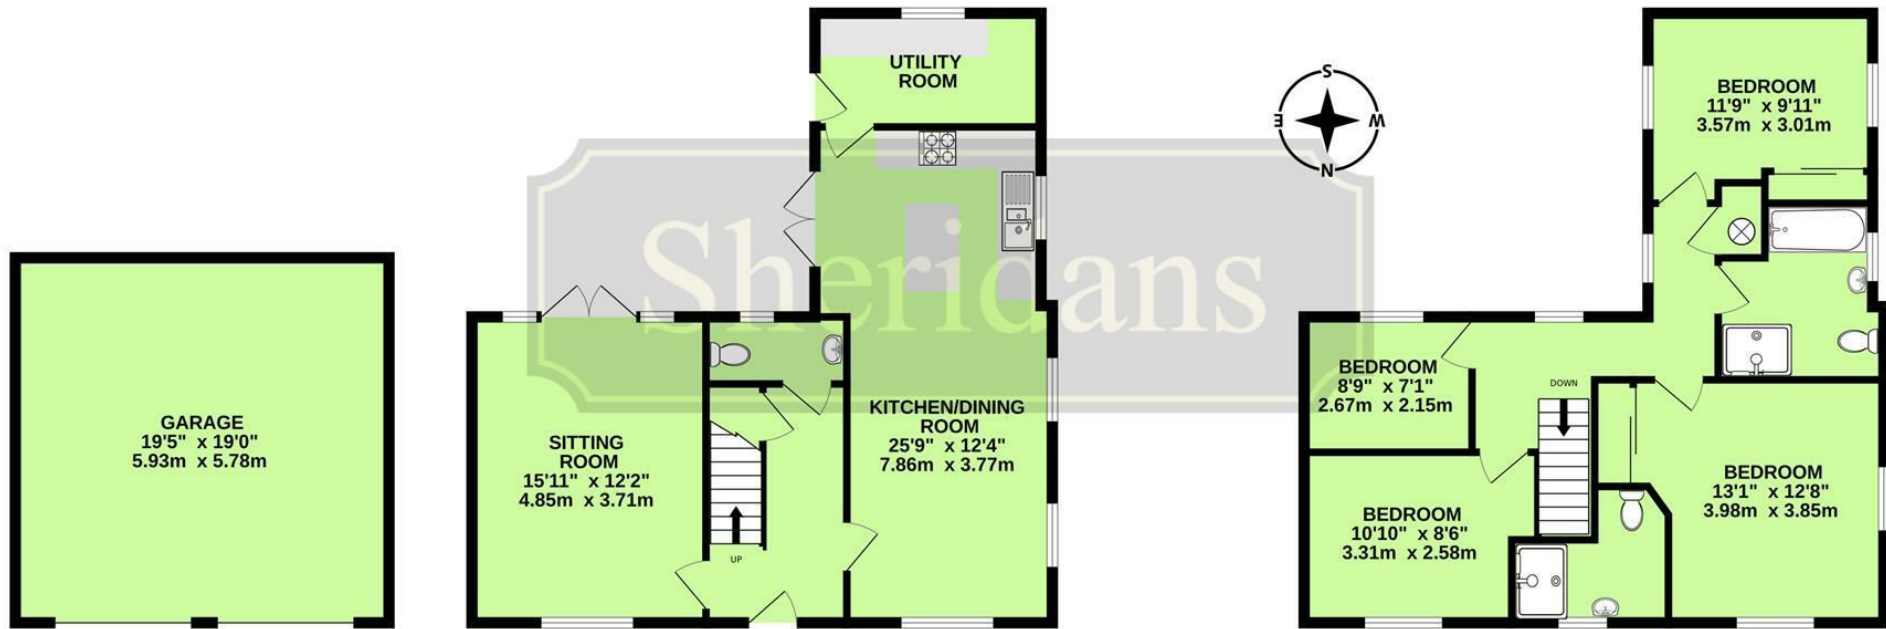 GARAGE
19'5" x 19'0"
5.93m x 5.78m
UTILITY
ROOM
SITTING
ROOM
15'11" x 12'2"
4.85m x 3.71m
UP
KITCHEN/DINING
ROOM
25'9" x 12'4"
7.86m x 3.77m
Sheridans
S
E
W
N
BEDROOM
11'9" x 9'11"
3.57m x 3.01m
BEDROOM
8'9" x 7'1"
2.67m x 2.15m
DOWN
BEDROOM
10'10" x 8'6"
3.31m x 2.58m
BEDROOM
13'1" x 12'8"
3.98m x 3.85m